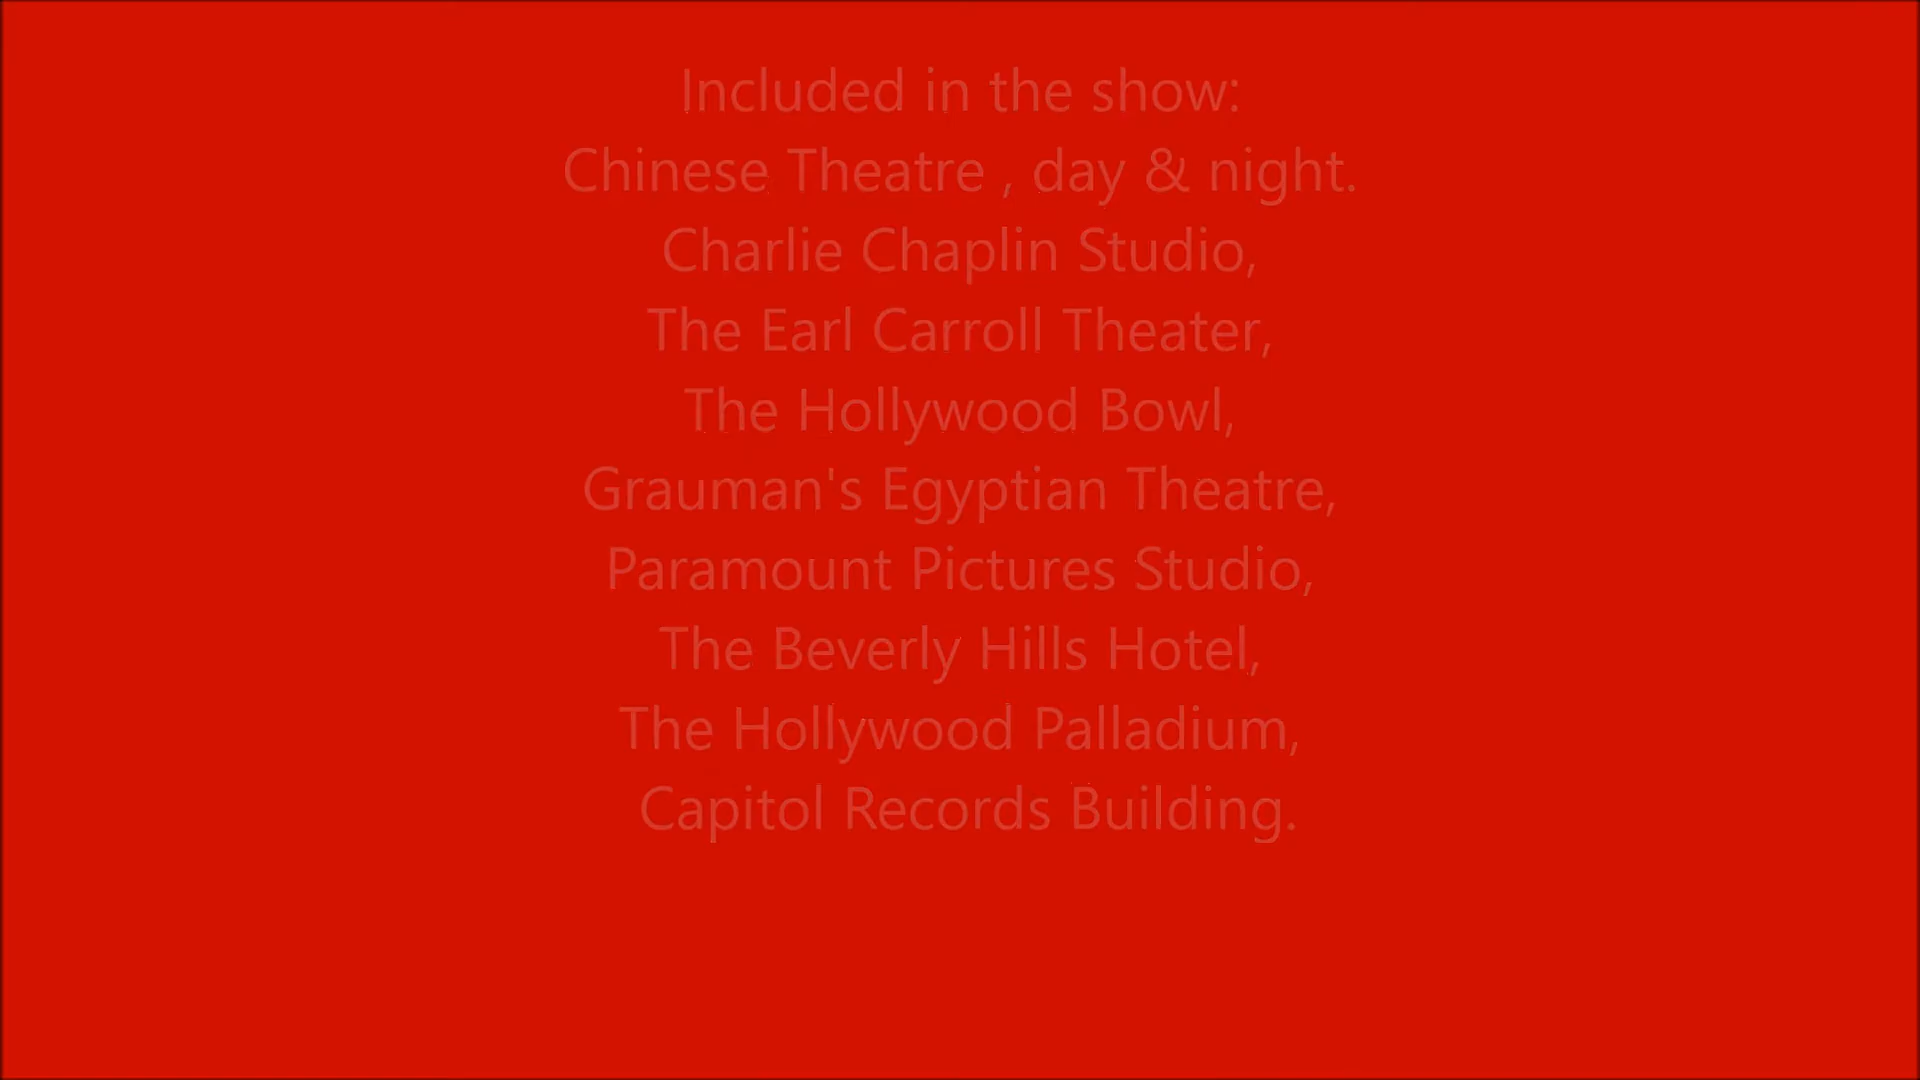 Included in the show:
Chinese Theatre , day & night.
Charlie Chaplin Studio,
The Earl Carroll Theater,
The Hollywood Bowl,
Grauman's Egyptian Theatre,
Paramount Pictures Studio,
The Beverly Hills Hotel,
The Hollywood Palladium,
Capitol Records Building.